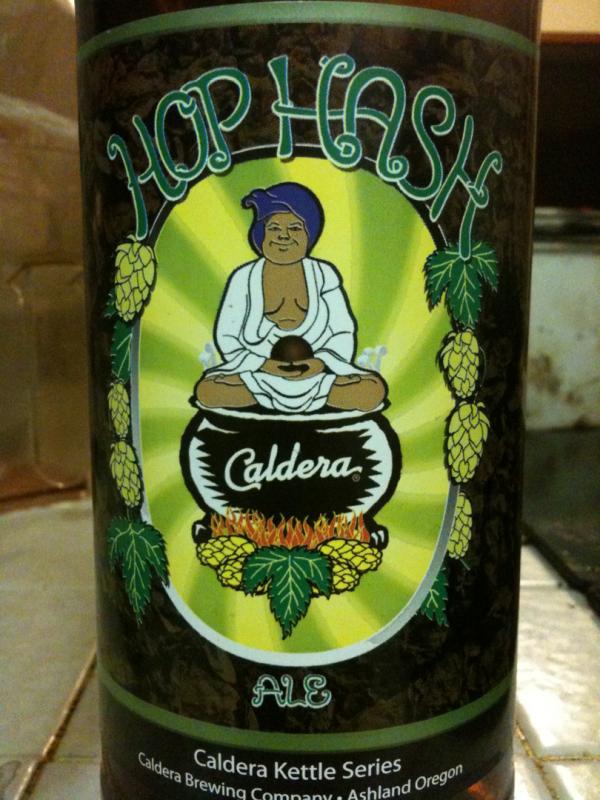 HOP HASH
Caldera®
ALE
Caldera Kettle Series
Caldera Brewing Company • Ashland Oregon